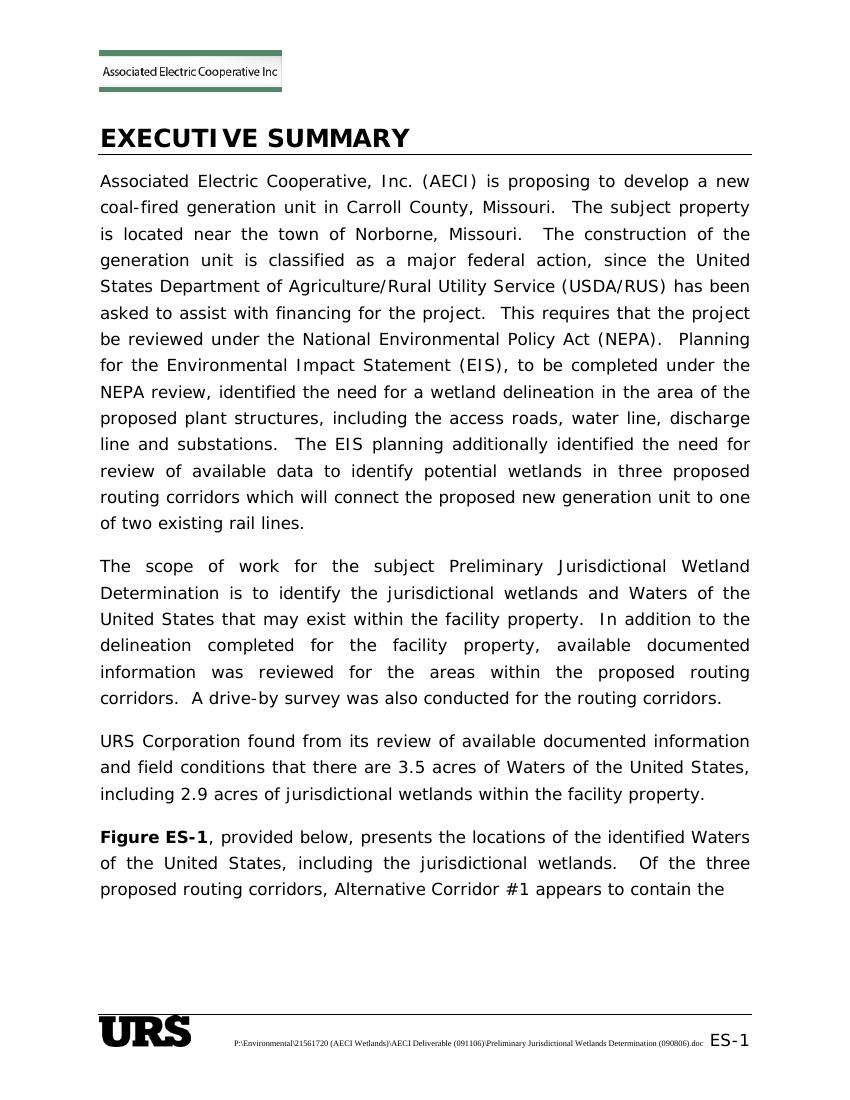 Associated Electric Cooperative Inc
EXECUTIVE SUMMARY
Associated Electric Cooperative, Inc. (AECI) is proposing to develop a new
coal-fired generation unit in Carroll County, Missouri.  The subject property
is located near the town of Norborne, Missouri.  The construction of the
generation unit is classified as a major federal action, since the United
States Department of Agriculture/Rural Utility Service (USDA/RUS) has been
asked to assist with financing for the project.  This requires that the project
be reviewed under the National Environmental Policy Act (NEPA).  Planning
for the Environmental Impact Statement (EIS), to be completed under the
NEPA review, identified the need for a wetland delineation in the area of the
proposed plant structures, including the access roads, water line, discharge
line and substations.  The EIS planning additionally identified the need for
review of available data to identify potential wetlands in three proposed
routing corridors which will connect the proposed new generation unit to one
of two existing rail lines.
The scope of work for the subject Preliminary Jurisdictional Wetland
Determination is to identify the jurisdictional wetlands and Waters of the
United States that may exist within the facility property.  In addition to the
delineation completed for the facility property, available documented
information was reviewed for the areas within the proposed routing
corridors.  A drive-by survey was also conducted for the routing corridors.
URS Corporation found from its review of available documented information
and field conditions that there are 3.5 acres of Waters of the United States,
including 2.9 acres of jurisdictional wetlands within the facility property.
Figure ES-1, provided below, presents the locations of the identified Waters
of the United States, including the jurisdictional wetlands.  Of the three
proposed routing corridors, Alternative Corridor #1 appears to contain the
URS P:\Environmental\21561720 (AECI Wetlands)\AECI Deliverable (091106)\Preliminary Jurisdictional Wetlands Determination (090806).doc ES-1